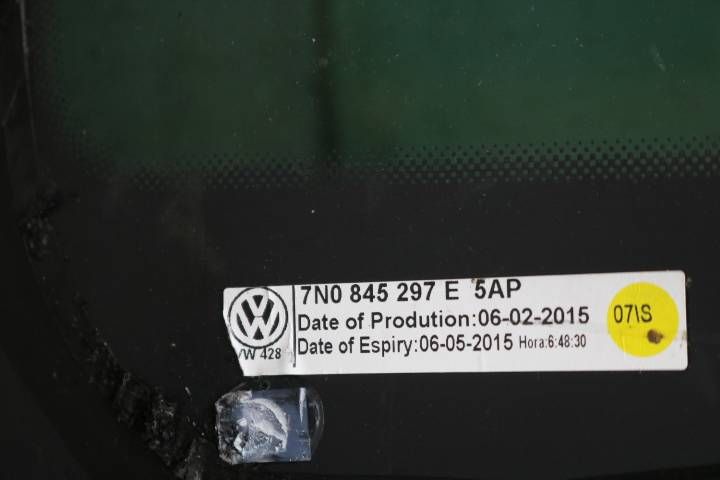 7N0 845 297 E 5AP
Date of Prodution:06-02-2015
Date of Espiry:06-05-2015 Hora:6:48:30
VW 428
07\S